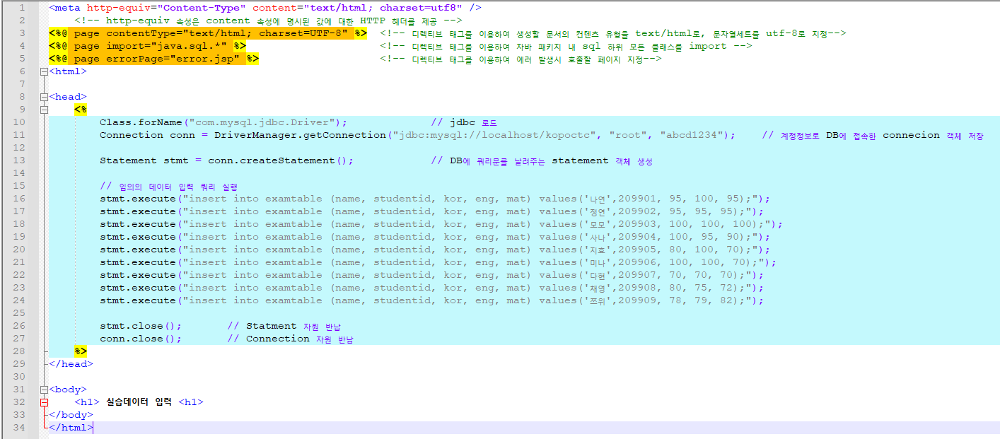 1 <meta http-equiv="Content-Type" content="text/html; charset=utf8" />
2 <!-- http-equiv 속성은 content 속성에 명시된 값에 대한 HTTP 헤더를 제공 -->
3 <%@ page contentType="text/html; charset=UTF-8" %> <!-- 디렉티브 태그를 이용하여 생성할 문서의 컨텐츠 유형을 text/html로, 문자열세트를 utf-8로 지정-->
4 <%@ page import="java.sql.*" %> <!-- 디렉티브 태그를 이용하여 자바 패키지 내 sql 하위 모든 클래스를 import -->
5 <%@ page errorPage="error.jsp" %> <!-- 디렉티브 태그를 이용하여 에러 발생시 호출할 페이지 지정-->
6 <html>
7
8 <head>
9 <%
10 Class.forName("com.mysql.jdbc.Driver"); // jdbc 로드
11 Connection conn = DriverManager.getConnection("jdbc:mysql://localhost/kopoctc", "root", "abcd1234"); // 계정정보로 DB에 접속한 connecion 객체 저장
12
13 Statement stmt = conn.createStatement(); // DB에 쿼리문를 날려주는 statement 객체 생성
14
15 // 임의의 데이터 입력 쿼리 실행
16 stmt.execute("insert into examtable (name, studentid, kor, eng, mat) values('나연',209901, 95, 100, 95);");
17 stmt.execute("insert into examtable (name, studentid, kor, eng, mat) values('정연',209902, 95, 95, 95);");
18 stmt.execute("insert into examtable (name, studentid, kor, eng, mat) values('모모',209903, 100, 100, 100);");
19 stmt.execute("insert into examtable (name, studentid, kor, eng, mat) values('사나',209904, 100, 95, 90);");
20 stmt.execute("insert into examtable (name, studentid, kor, eng, mat) values('지효',209905, 80, 100, 70);");
21 stmt.execute("insert into examtable (name, studentid, kor, eng, mat) values('미나',209906, 100, 100, 70);");
22 stmt.execute("insert into examtable (name, studentid, kor, eng, mat) values('다현',209907, 70, 70, 70);");
23 stmt.execute("insert into examtable (name, studentid, kor, eng, mat) values('채영',209908, 80, 75, 72);");
24 stmt.execute("insert into examtable (name, studentid, kor, eng, mat) values('쯔위',209909, 78, 79, 82);");
25
26 stmt.close(); // Statment 자원 반납
27 conn.close(); // Connection 자원 반납
28 %>
29 </head>
30
31 <body>
32 <h1> 실습데이터 입력 <h1>
33 </body>
34 </html>